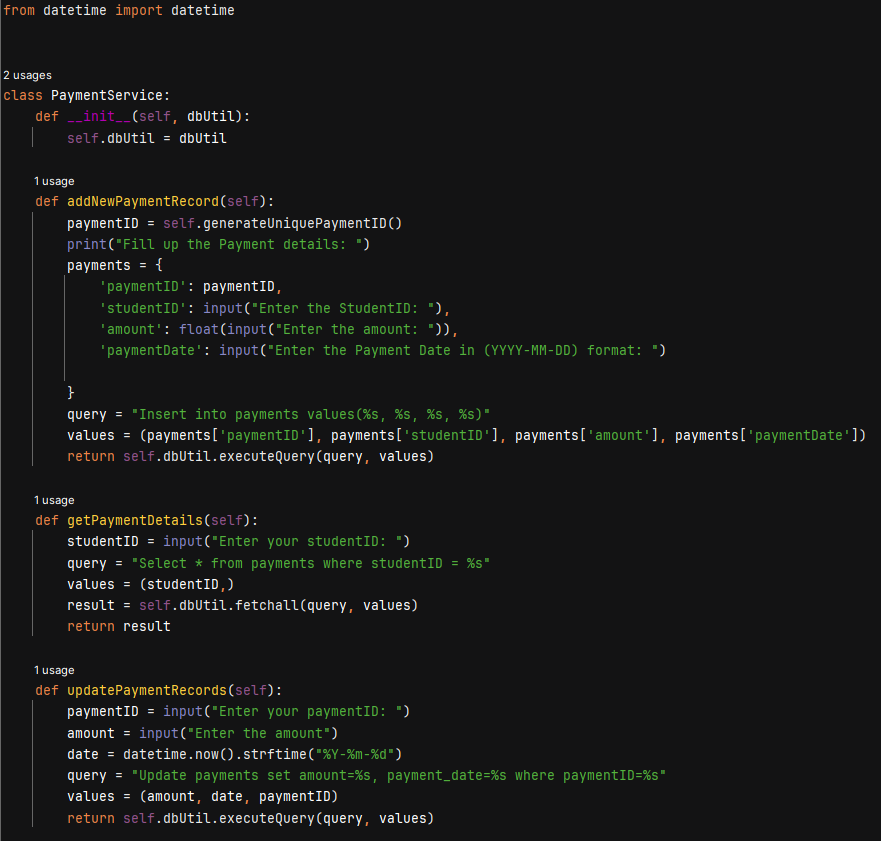 from datetime import datetime
2 usages
class PaymentService:
    def __init__(self, dbUtil):
        self.dbUtil = dbUtil
1 usage
    def addNewPaymentRecord(self):
        paymentID = self.generateUniquePaymentID()
        print("Fill up the Payment details: ")
        payments = {
            'paymentID': paymentID,
            'studentID': input("Enter the StudentID: "),
            'amount': float(input("Enter the amount: ")),
            'paymentDate': input("Enter the Payment Date in (YYYY-MM-DD) format: ")
        }
        query = "Insert into payments values(%s, %s, %s, %s)"
        values = (payments['paymentID'], payments['studentID'], payments['amount'], payments['paymentDate'])
        return self.dbUtil.executeQuery(query, values)
1 usage
    def getPaymentDetails(self):
        studentID = input("Enter your studentID: ")
        query = "Select * from payments where studentID = %s"
        values = (studentID,)
        result = self.dbUtil.fetchall(query, values)
        return result
1 usage
    def updatePaymentRecords(self):
        paymentID = input("Enter your paymentID: ")
        amount = input("Enter the amount")
        date = datetime.now().strftime("%Y-%m-%d")
        query = "Update payments set amount=%s, payment_date=%s where paymentID=%s"
        values = (amount, date, paymentID)
        return self.dbUtil.executeQuery(query, values)